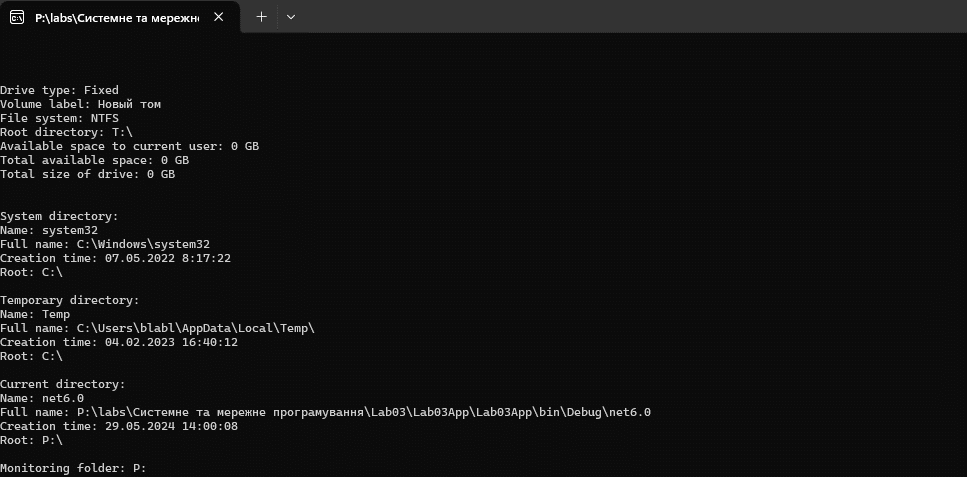 P:\labs\Системне та мережне
Drive type: Fixed
Volume label: Новый том
File system: NTFS
Root directory: T:\
Available space to current user: 0 GB
Total available space: 0 GB
Total size of drive: 0 GB
System directory:
Name: system32
Full name: C:\Windows\system32
Creation time: 07.05.2022 8:17:22
Root: C:\
Temporary directory:
Name: Temp
Full name: C:\Users\blabl\AppData\Local\Temp\
Creation time: 04.02.2023 16:40:12
Root: C:\
Current directory:
Name: net6.0
Full name: P:\labs\Системне та мережне програмування\Lab03\Lab03App\Lab03App\bin\Debug\net6.0
Creation time: 29.05.2024 14:00:08
Root: P:\
Monitoring folder: P: